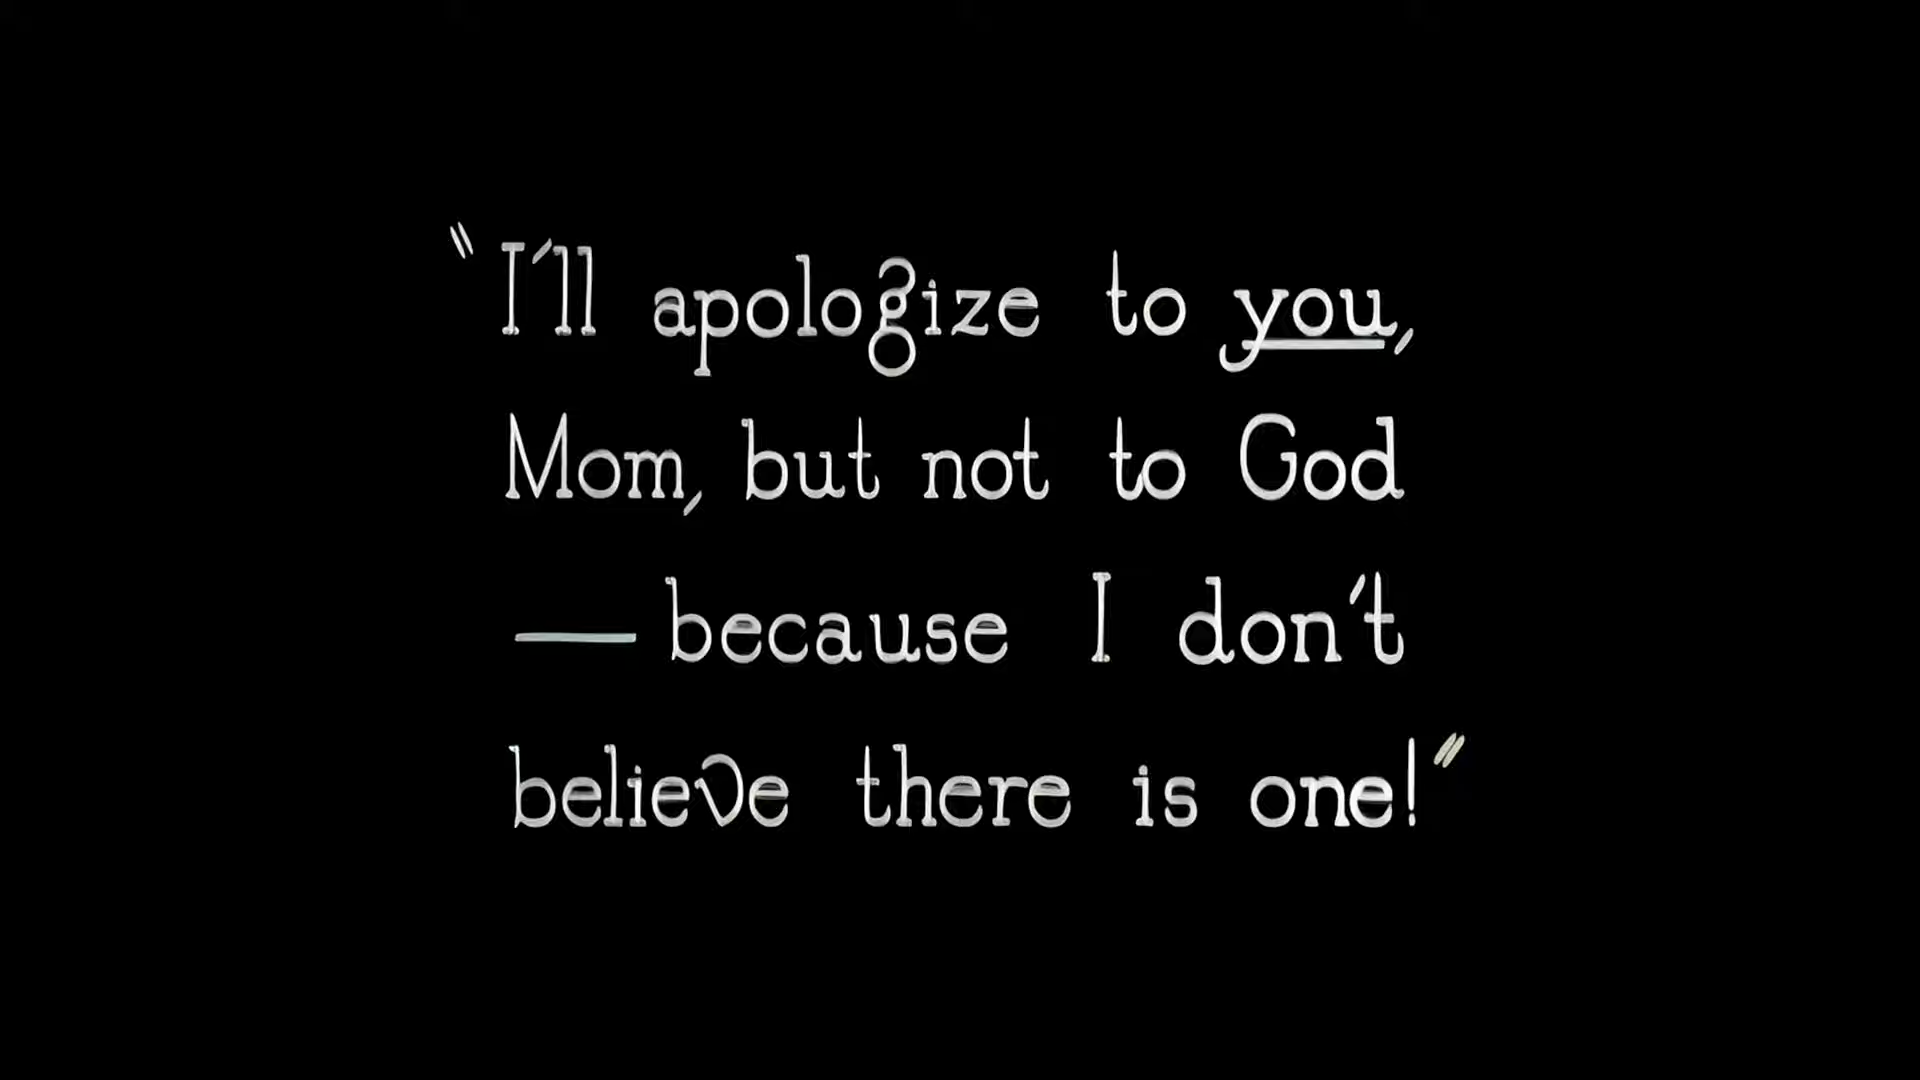 "I'll apologize to you,
Mom, but not to God
— because I don't
believe there is one!"